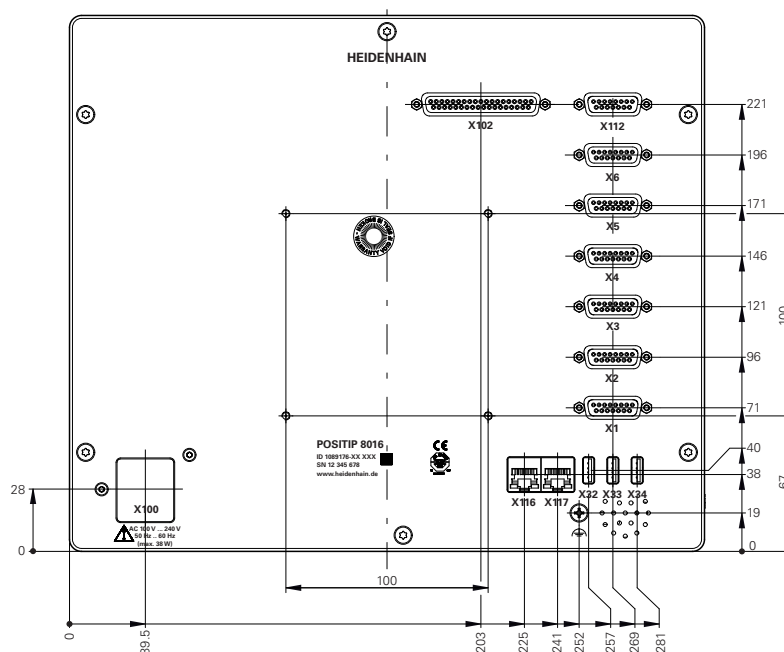 HEIDENHAIN
X102
X112
221
X6
196
X5
171
X4
146
X3
121
100
X2
96
X1
71
POSITIP 8016
ID 1089176-XX XXX
SN 12 345 678
www.heidenhain.de
CE
40
38
67
X116 X117 X32 X33 X34
28
X100
19
AC 100 V ... 240 V
50 Hz .. 60 Hz
(max. 38 W)
0
0
100
0 39.5 203 225 241 252 257 269 281